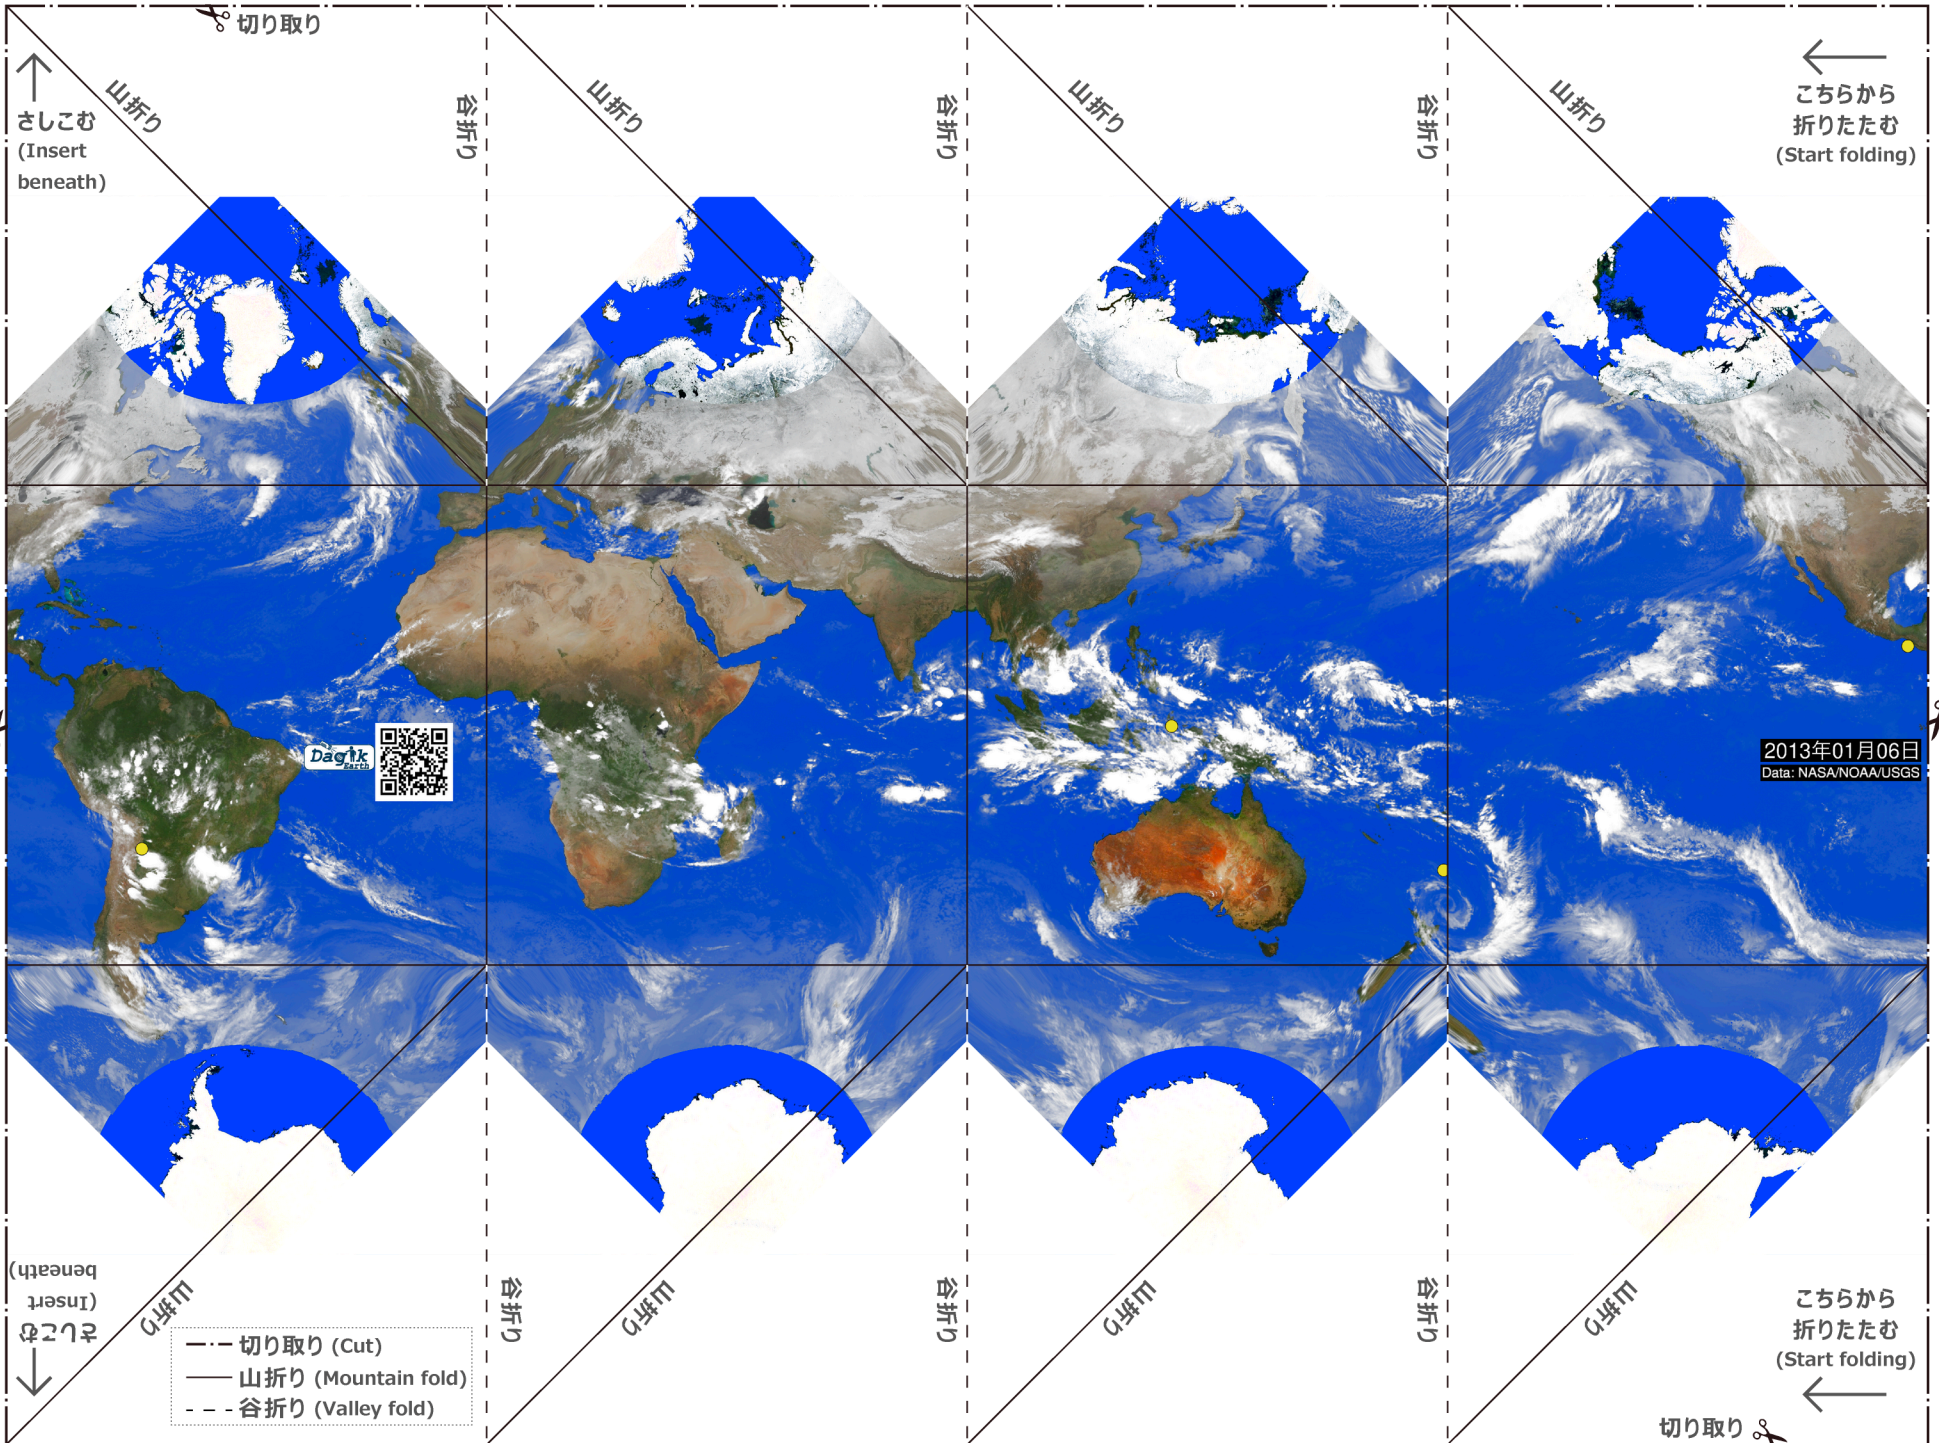 切り取り
さしこむ
(Insert
beneath)
山折り
谷折り
山折り
谷折り
山折り
谷折り
山折り
こちらから
折りたたむ
(Start folding)
Dagik
Earth
2013年01月06日
Data: NASA/NOAA/USGS
さしこむ
(Insert
beneath)
山折り
谷折り
山折り
谷折り
山折り
谷折り
山折り
こちらから
折りたたむ
(Start folding)
切り取り (Cut)
山折り (Mountain fold)
谷折り (Valley fold)
切り取り